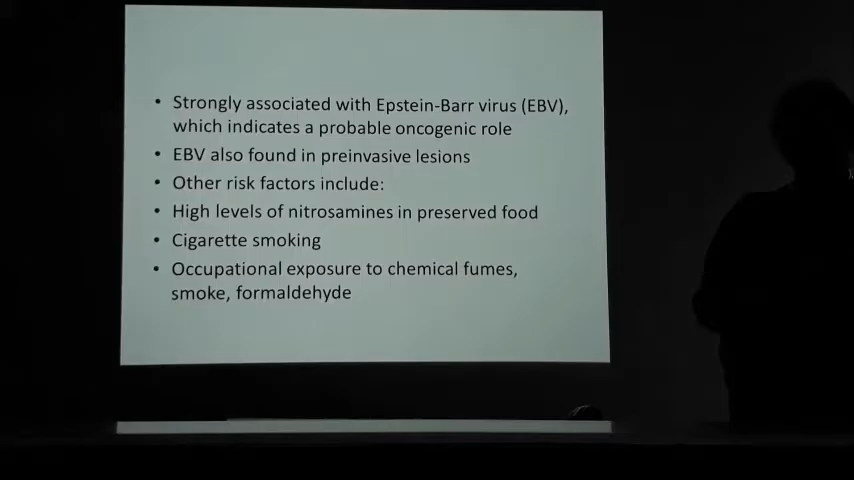 • Strongly associated with Epstein-Barr virus (EBV),
which indicates a probable oncogenic role
• EBV also found in preinvasive lesions
• Other risk factors include:
• High levels of nitrosamines in preserved food
• Cigarette smoking
• Occupational exposure to chemical fumes,
smoke, formaldehyde